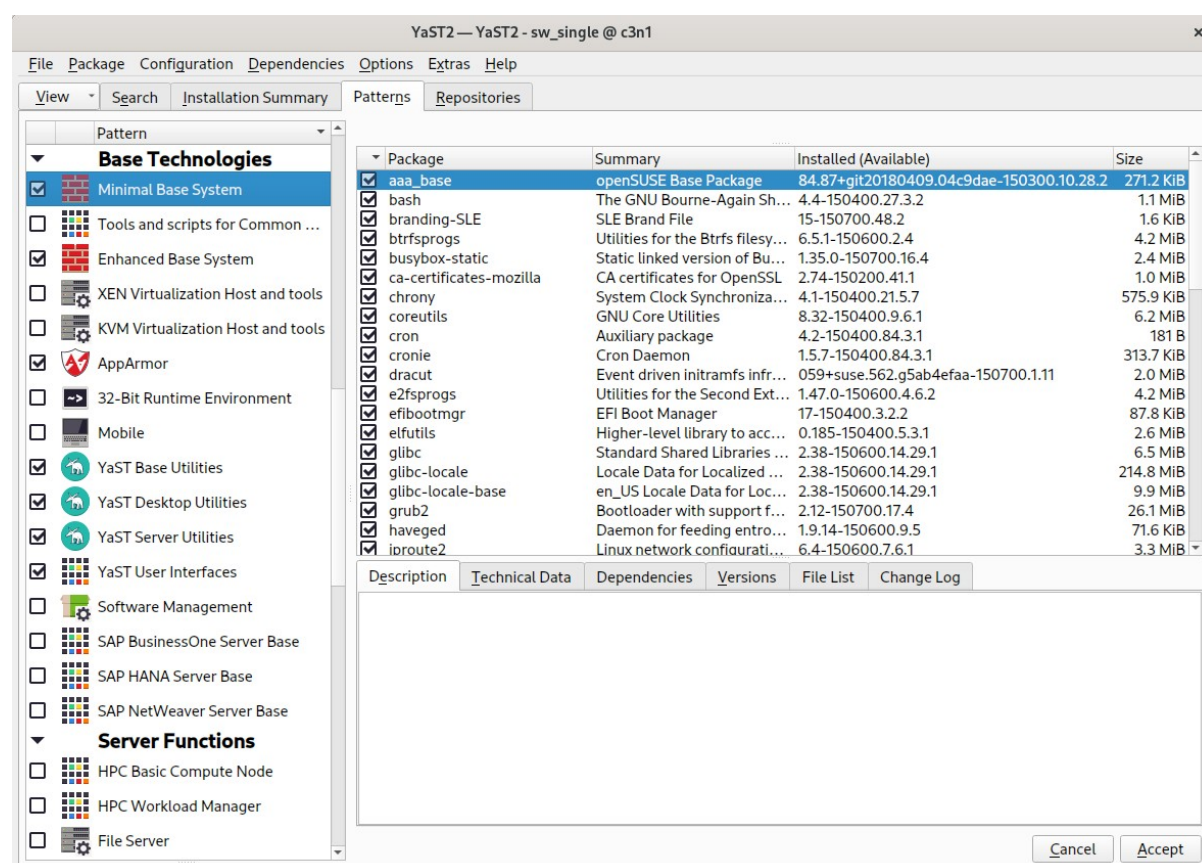 YaST2 — YaST2 - sw_single @ c3n1
File Package Configuration Dependencies Options Extras Help
View Search Installation Summary Patterns Repositories
Pattern
Base Technologies
Minimal Base System
Tools and scripts for Common ...
Enhanced Base System
XEN Virtualization Host and tools
KVM Virtualization Host and tools
AppArmor
32-Bit Runtime Environment
Mobile
YaST Base Utilities
YaST Desktop Utilities
YaST Server Utilities
YaST User Interfaces
Software Management
SAP BusinessOne Server Base
SAP HANA Server Base
SAP NetWeaver Server Base
Server Functions
HPC Basic Compute Node
HPC Workload Manager
File Server
Package Summary Installed (Available) Size
aaa_base openSUSE Base Package 84.87+git20180409.04c9dae-150300.10.28.2 271.2 KiB
bash The GNU Bourne-Again Sh... 4.4-150400.27.3.2 1.1 MiB
branding-SLE SLE Brand File 15-150700.48.2 1.6 KiB
btrfsprogs Utilities for the Btrfs filesy... 6.5.1-150600.2.4 4.2 MiB
busybox-static Static linked version of Bu... 1.35.0-150700.16.4 2.4 MiB
ca-certificates-mozilla CA certificates for OpenSSL 2.74-150200.41.1 1.0 MiB
chrony System Clock Synchroniza... 4.1-150400.21.5.7 575.9 KiB
coreutils GNU Core Utilities 8.32-150400.9.6.1 6.2 MiB
cron Auxiliary package 4.2-150400.84.3.1 181 B
cronie Cron Daemon 1.5.7-150400.84.3.1 313.7 KiB
dracut Event driven initramfs infr... 059+suse.562.g5ab4efaa-150700.1.11 2.0 MiB
e2fsprogs Utilities for the Second Ext... 1.47.0-150600.4.6.2 4.2 MiB
efibootmgr EFI Boot Manager 17-150400.3.2.2 87.8 KiB
elfutils Higher-level library to acc... 0.185-150400.5.3.1 2.6 MiB
glibc Standard Shared Libraries ... 2.38-150600.14.29.1 6.5 MiB
glibc-locale Locale Data for Localized ... 2.38-150600.14.29.1 214.8 MiB
glibc-locale-base en_US Locale Data for Loc... 2.38-150600.14.29.1 9.9 MiB
grub2 Bootloader with support f... 2.12-150700.17.4 26.1 MiB
haveged Daemon for feeding entro... 1.9.14-150600.9.5 71.6 KiB
iproute2 Linux network configurati... 6.4-150600.7.6.1 3.3 MiB
Description Technical Data Dependencies Versions File List Change Log
Cancel Accept